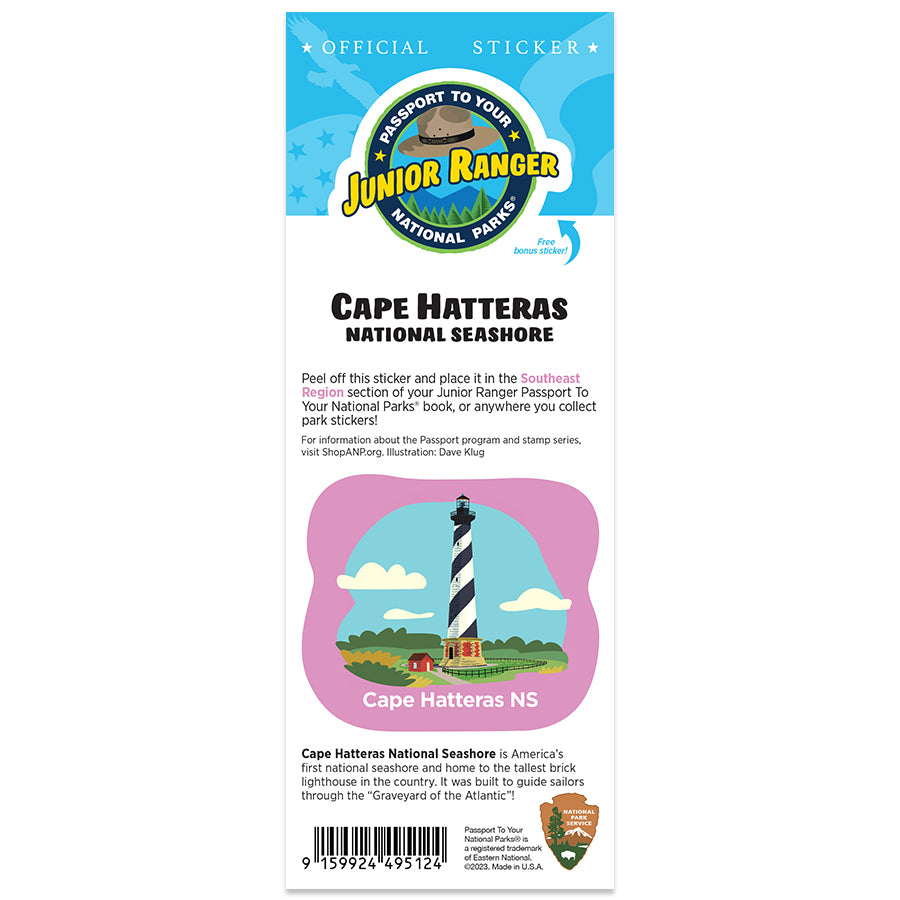 ★ OFFICIAL STICKER ★
PASSPORT TO YOUR
JUNIOR RANGER
NATIONAL PARKS®
Free
bonus sticker!
CAPE HATTERAS
NATIONAL SEASHORE
Peel off this sticker and place it in the Southeast
Region section of your Junior Ranger Passport To
Your National Parks® book, or anywhere you collect
park stickers!
For information about the Passport program and stamp series,
visit ShopANP.org. Illustration: Dave Klug
Cape Hatteras NS
Cape Hatteras National Seashore is America's
first national seashore and home to the tallest brick
lighthouse in the country. It was built to guide sailors
through the “Graveyard of the Atlantic”!
NATIONAL
PARK
SERVICE
9 159924 495124
Passport To Your
National Parks® is
a registered trademark
of Eastern National.
©2023. Made in U.S.A.